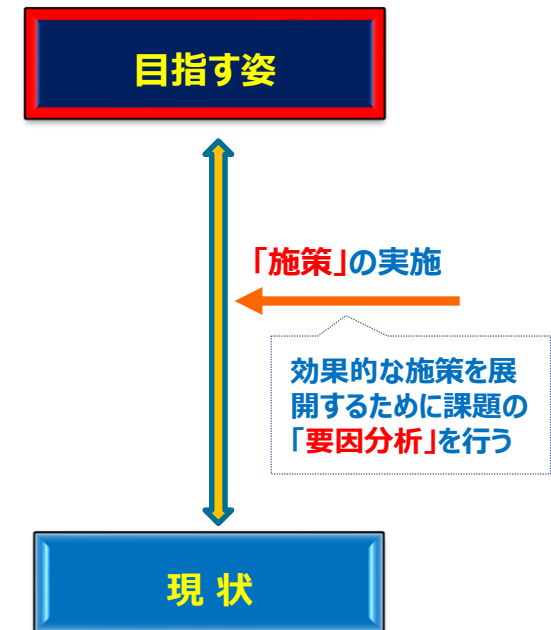 目指す姿
「施策」の実施
効果的な施策を展
開するために課題の
「要因分析」を行う
現 状